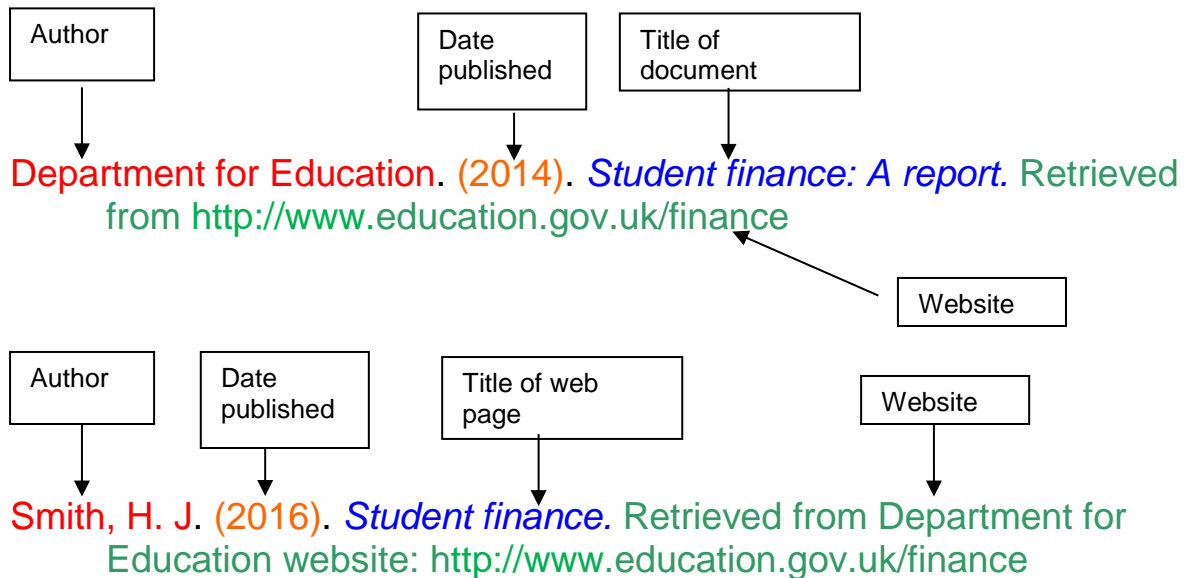 Author
Date
published
Title of
document
Department for Education. (2014). Student finance: A report. Retrieved
from http://www.education.gov.uk/finance
Website
Author
Date
published
Title of web
page
Website
Smith, H. J. (2016). Student finance. Retrieved from Department for
Education website: http://www.education.gov.uk/finance